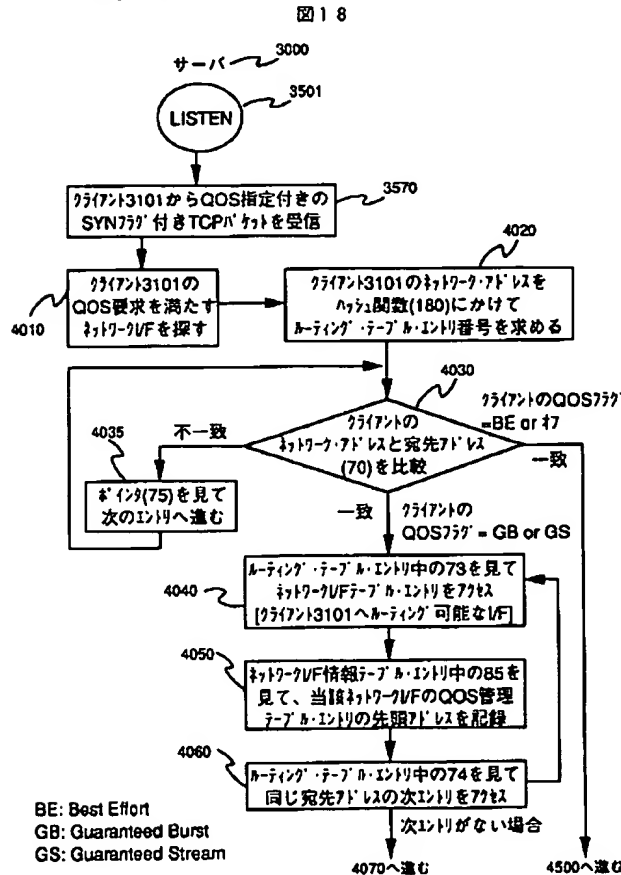 図18
サーバ 3000
3501
LISTEN
3570
クライアント3101からQOS指定付きの
SYNフラグ付きTCPパケットを受信
4010
クライアント3101の
QOS要求を満たす
ネットワークI/Fを探す
4020
クライアント3101のネットワーク・アドレスを
ハッシュ関数(180)にかけて
ルーティング・テーブル・エントリ番号を求める
4030
クライアントのQOSフラグ
=BE or オフ
クライアントの
ネットワーク・アドレスと宛先アドレス
(70)を比較
不一致
一致
4035
ポインタ(75)を見て
次のエントリへ進む
一致
クライアントの
QOSフラグ = GB or GS
4040
ルーティング・テーブル・エントリ中の73を見て
ネットワークI/Fテーブル・エントリをアクセス
[クライアント3101へルーティング可能なI/F]
4050
ネットワークI/F情報テーブル・エントリ中の85を
見て、当該ネットワークI/FのQOS管理
テーブル・エントリの先頭アドレスを記録
4060
ルーティング・テーブル・エントリ中の74を見て
同じ宛先アドレスの次エントリをアクセス
次エントリがない場合
BE: Best Effort
GB: Guaranteed Burst
GS: Guaranteed Stream
4070へ進む
4500へ進む